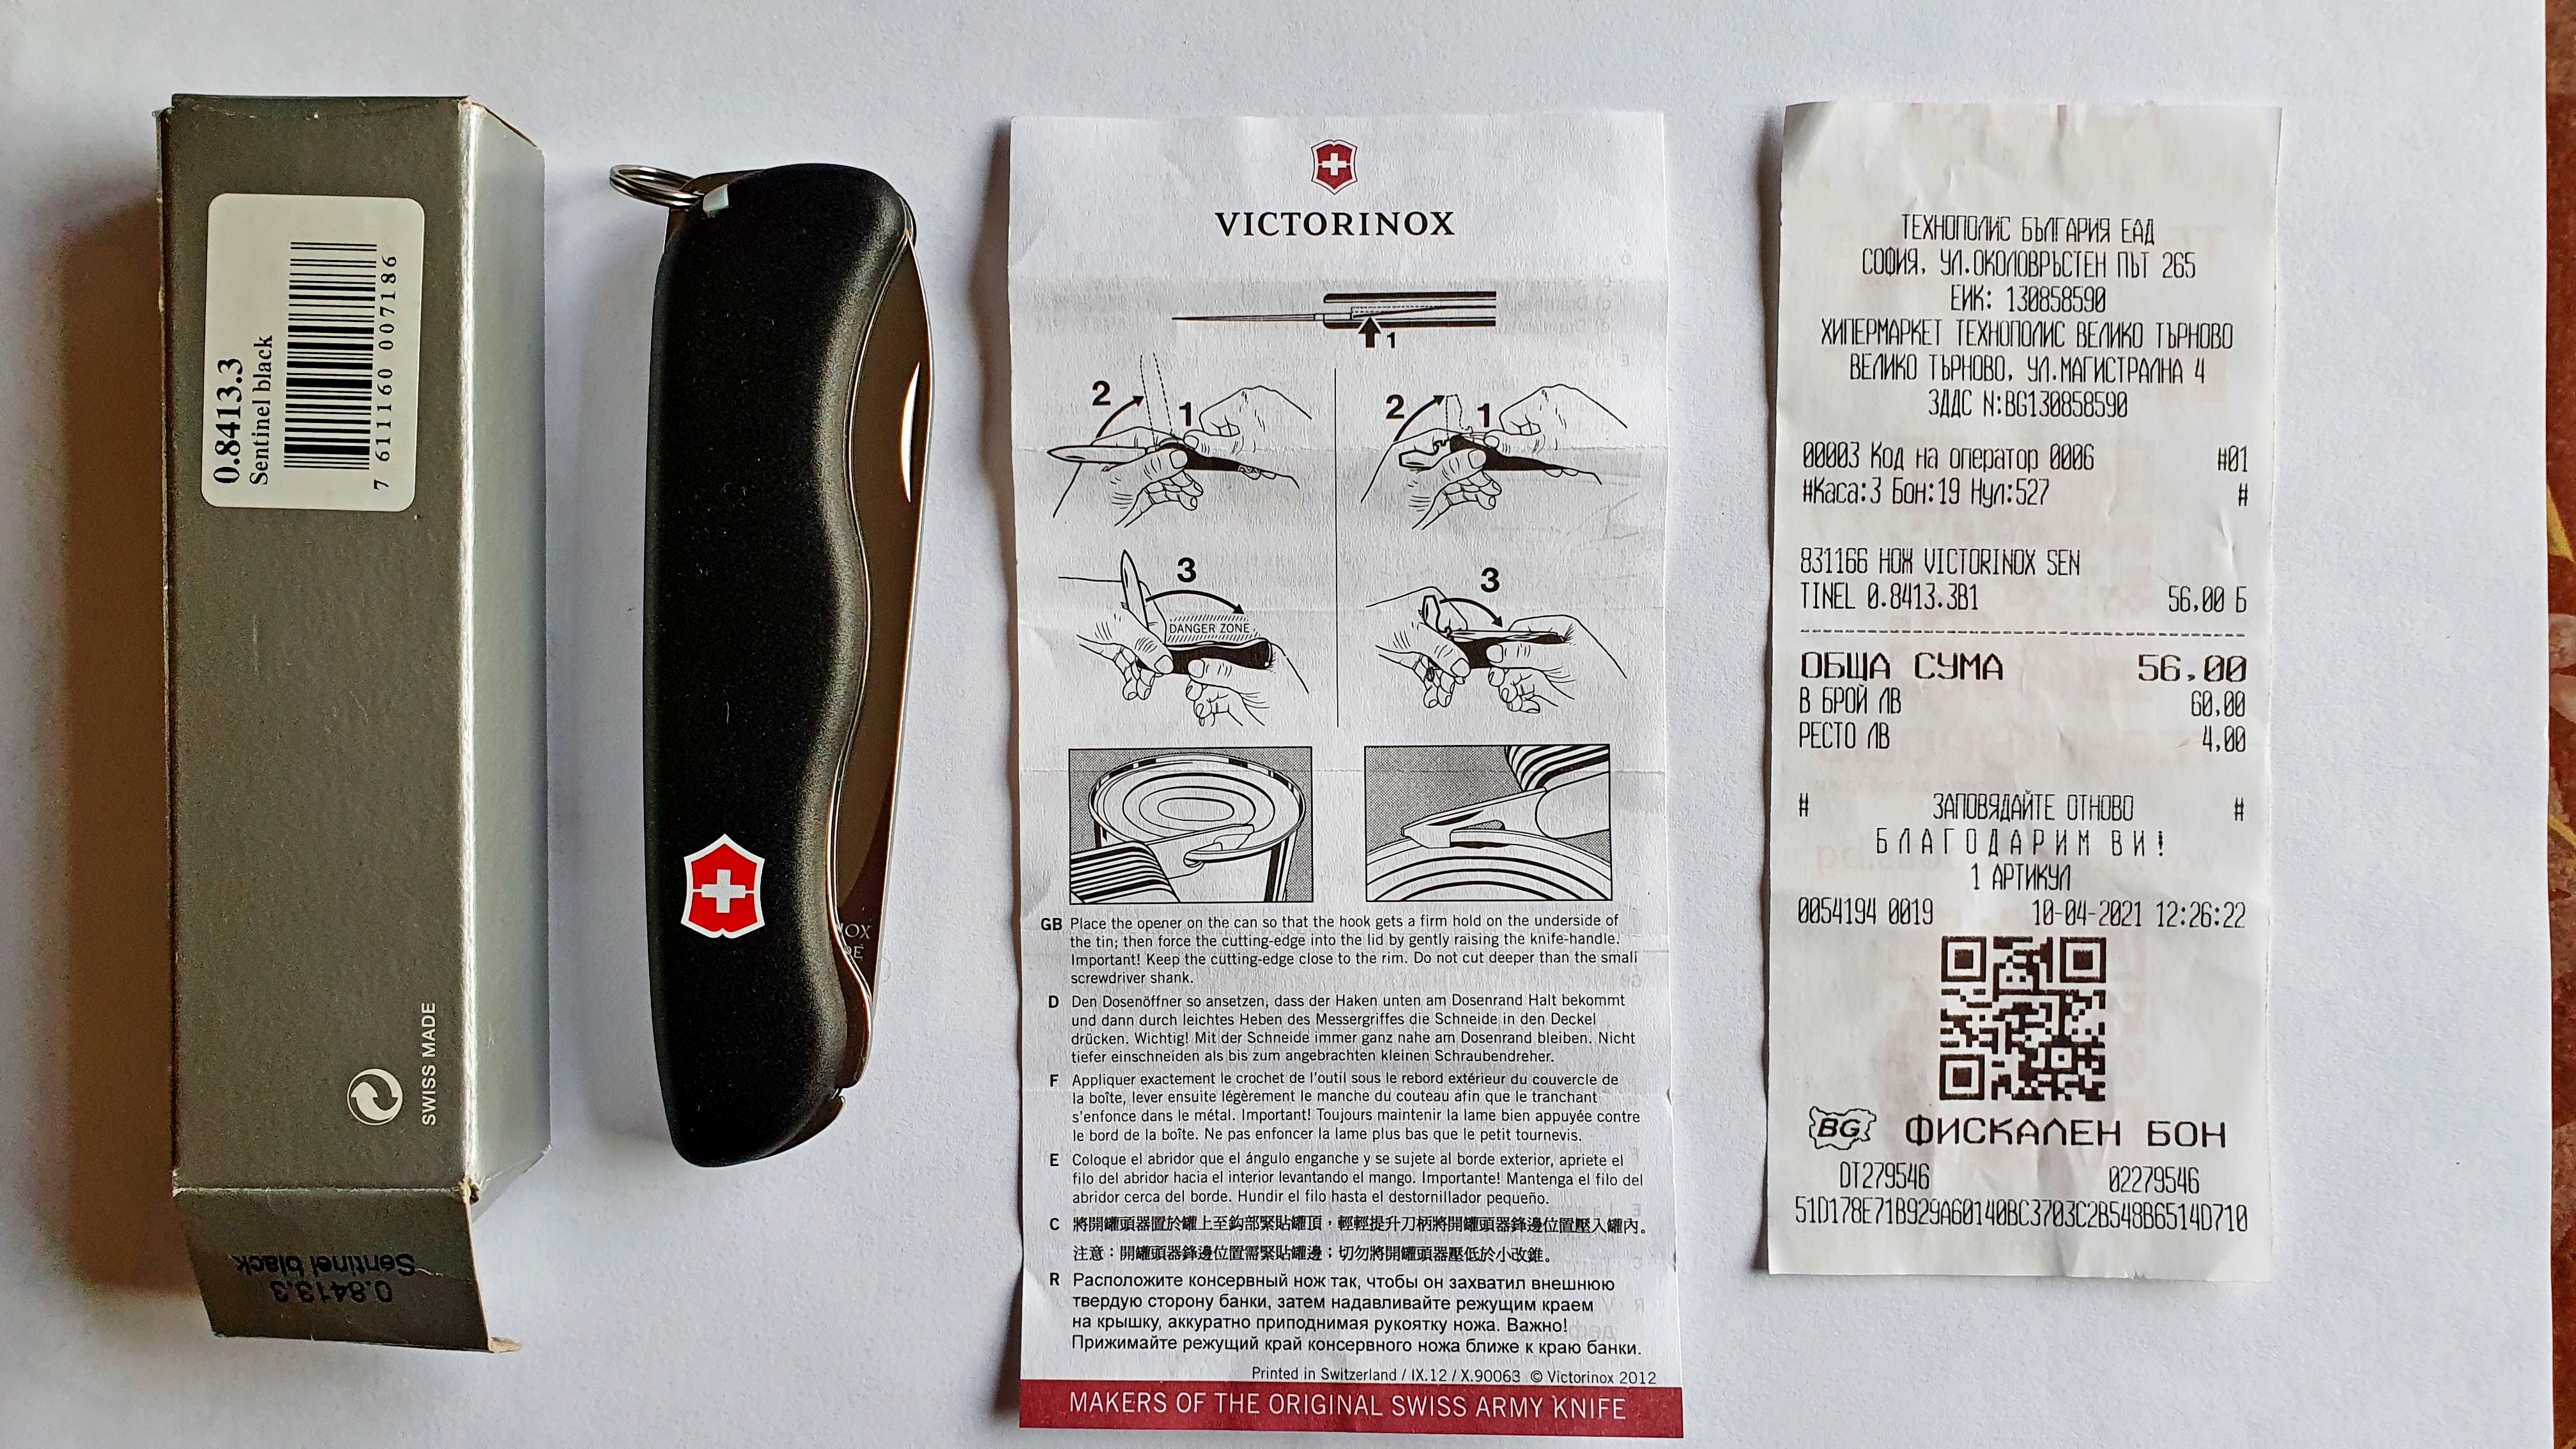 0.8413.3
Sentinel black
7 611160 007186
SWISS MADE
0.8413.3
Sentinel black
VICTORINOX
1
2
1
2
1
3
DANGER ZONE
3
GB Place the opener on the can so that the hook gets a firm hold on the underside of
the tin; then force the cutting-edge into the lid by gently raising the knife-handle.
Important! Keep the cutting-edge close to the rim. Do not cut deeper than the small
screwdriver shank.
D Den Dosenöffner so ansetzen, dass der Haken unten am Dosenrand Halt bekommt
und dann durch leichtes Heben des Messergriffes die Schneide in den Deckel
drücken. Wichtig! Mit der Schneide immer ganz nahe am Dosenrand bleiben. Nicht
tiefer einschneiden als bis zum angebrachten kleinen Schraubendreher.
F Appliquer exactement le crochet de l'outil sous le rebord extérieur du couvercle de
la boîte, lever ensuite légèrement le manche du couteau afin que le tranchant
s'enfonce dans le métal. Important! Toujours maintenir la lame bien appuyée contre
le bord de la boîte. Ne pas enfoncer la lame plus bas que le petit tournevis.
E Coloque el abridor que el ángulo enganche y se sujete al borde exterior, apriete el
filo del abridor hacia el interior levantando el mango. Importante! Mantenga el filo del
abridor cerca del borde. Hundir el filo hasta el destornillador pequeño.
C 將開罐頭器置於罐上至鈎部緊貼罐頂，輕輕提升刀柄將開罐頭器鋒邊位置壓入罐內。
注意：開罐頭器鋒邊位置需緊貼罐邊；切勿將開罐頭器壓低於小改錐。
R Расположите консервный нож так, чтобы он захватил внешнюю
твердую сторону банки, затем надавливайте режущим краем
на крышку, аккуратно приподнимая рукоятку ножа. Важно!
Прижимайте режущий край консервного ножа ближе к краю банки.
Printed in Switzerland / IX.12 / X.90063 © Victorinox 2012
MAKERS OF THE ORIGINAL SWISS ARMY KNIFE
ТЕХНОПОЛИС БЪЛГАРИЯ ЕАД
СОФИЯ, УЛ.ОКОЛОВРЪСТЕН ПЪТ 265
ЕИК: 130858590
ХИПЕРМАРКЕТ ТЕХНОПОЛИС ВЕЛИКО ТЪРНОВО
ВЕЛИКО ТЪРНОВО, УЛ.МАГИСТРАЛНА 4
ЗДДС N:BG130858590
00003 Код на оператор 0006 #01
#Каса:3 Бон:19 Нул:527 #
831166 НОЖ VICTORINOX SEN
TINEL 0.8413.3B1 56,00 Б
ОБЩА СУМА 56,00
В БРОЙ ЛВ 60,00
РЕСТО ЛВ 4,00
# ЗАПОВЯДАЙТЕ ОТНОВО #
БЛАГОДАРИМ ВИ!
1 АРТИКУЛ
0054194 0019 10-04-2021 12:26:22
BG ФИСКАЛЕН БОН
DT279546 02279546
51D178E71B929A60140BC3703C2B548B6514D710